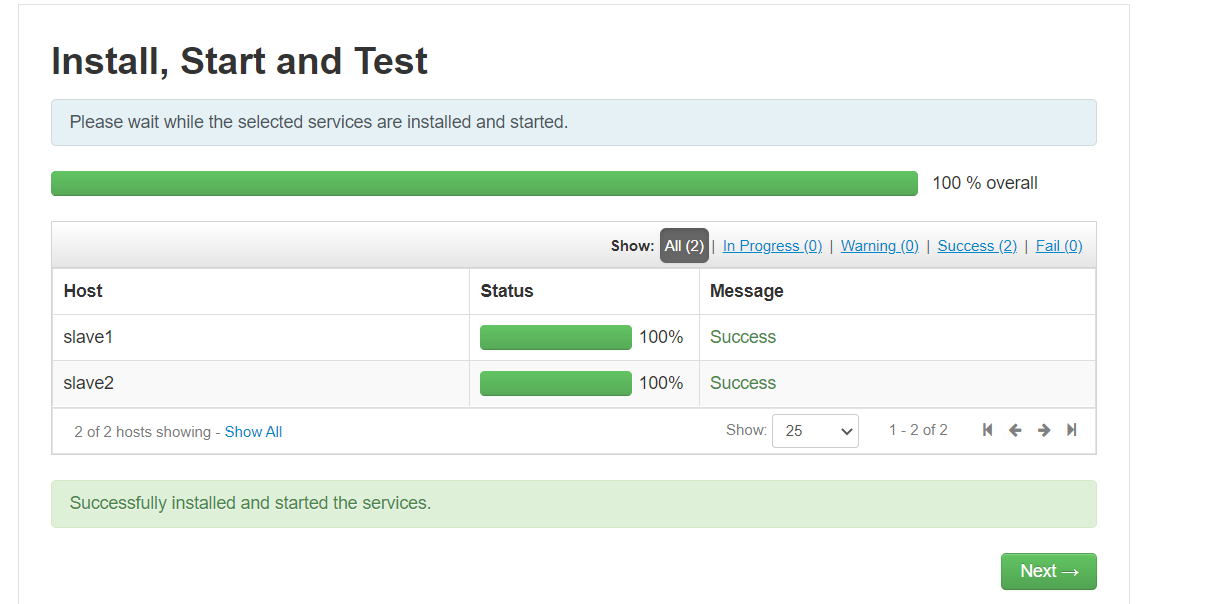 Install, Start and Test
Please wait while the selected services are installed and started.
100 % overall
Show: All (2) | In Progress (0) | Warning (0) | Success (2) | Fail (0)
Host Status Message
slave1 100% Success
slave2 100% Success
2 of 2 hosts showing - Show All Show: 25 1 - 2 of 2
Successfully installed and started the services.
Next →